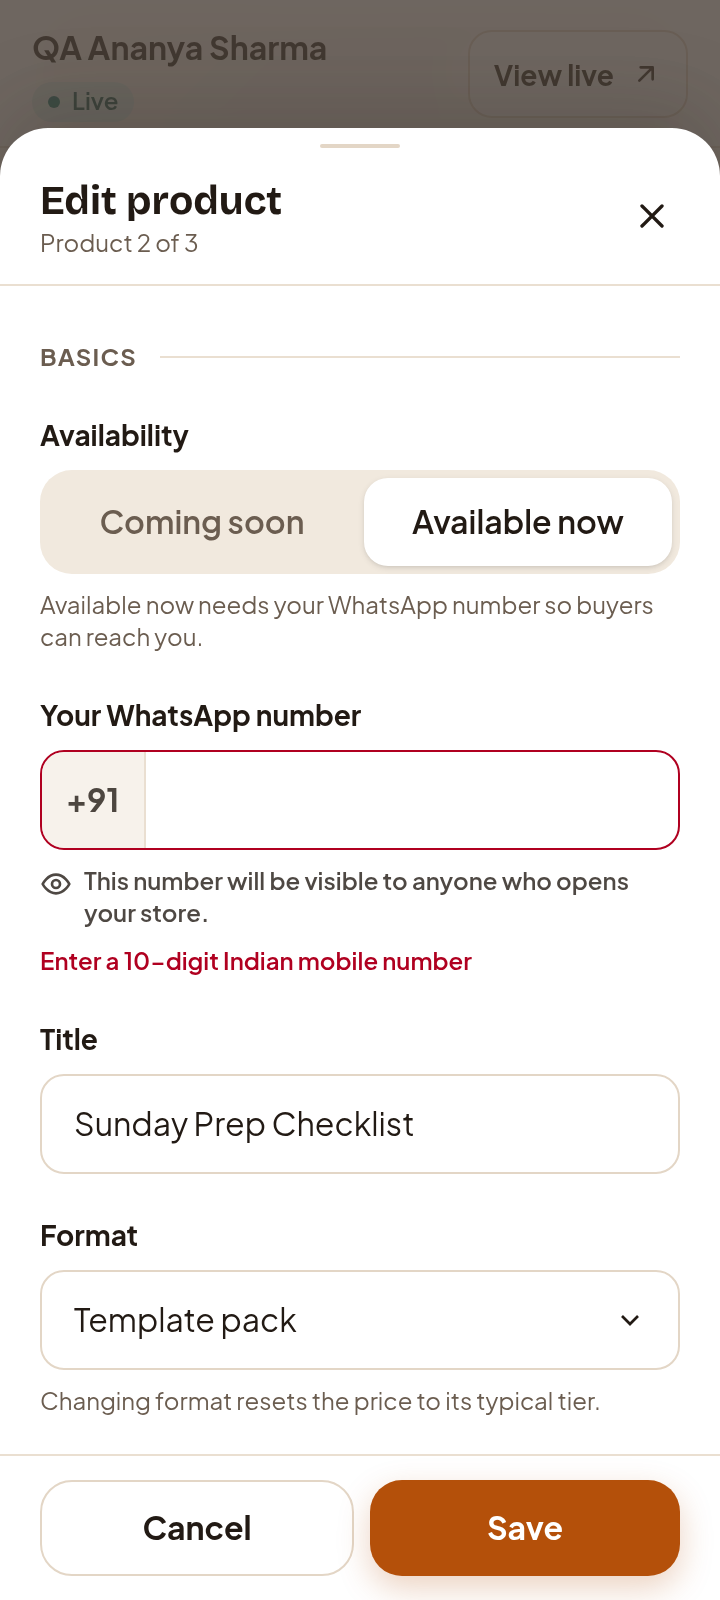 QA Ananya Sharma
Live
View live
Edit product
Product 2 of 3
BASICS
Availability
Coming soon
Available now
Available now needs your WhatsApp number so buyers
can reach you.
Your WhatsApp number
+91
This number will be visible to anyone who opens
your store.
Enter a 10-digit Indian mobile number
Title
Sunday Prep Checklist
Format
Template pack
Changing format resets the price to its typical tier.
Cancel
Save